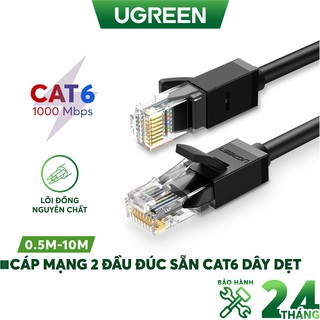 UGREEN
CAT6
1000 Mbps
LÕI ĐỒNG
NGUYÊN CHẤT
UGREEN
0.5M-10M
CÁP MẠNG 2 ĐẦU ĐÚC SẴN CAT6 DÂY DẸT
BẢO HÀNH
24
THÁNG